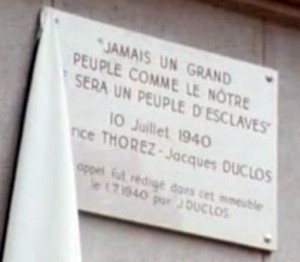 "JAMAIS UN GRAND
PEUPLE COMME LE NÔTRE
SERA UN PEUPLE D'ESCLAVES"
10 Juillet 1940
rice THOREZ-Jacques DUCLOS
appel fut rédigé dans cet immeuble
le 1.7.1940 par J.DUCLOS